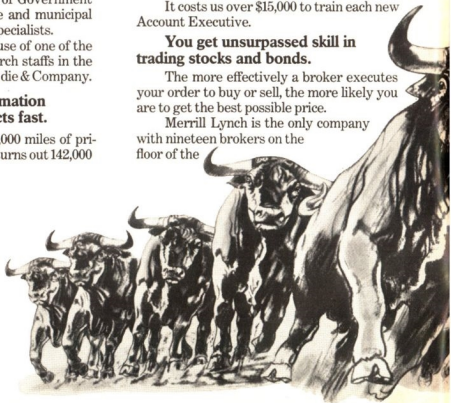 or Government
e and municipal
pecialists.
use of one of the
rch staffs in the
die & Company.
mation
cts fast.
,000 miles of pri-
urns out 142,000
It costs us over $15,000 to train each new
Account Executive.
You get unsurpassed skill in
trading stocks and bonds.
The more effectively a broker executes
your order to buy or sell, the more likely you
are to get the best possible price.
Merrill Lynch is the only company
with nineteen brokers on the
floor of the